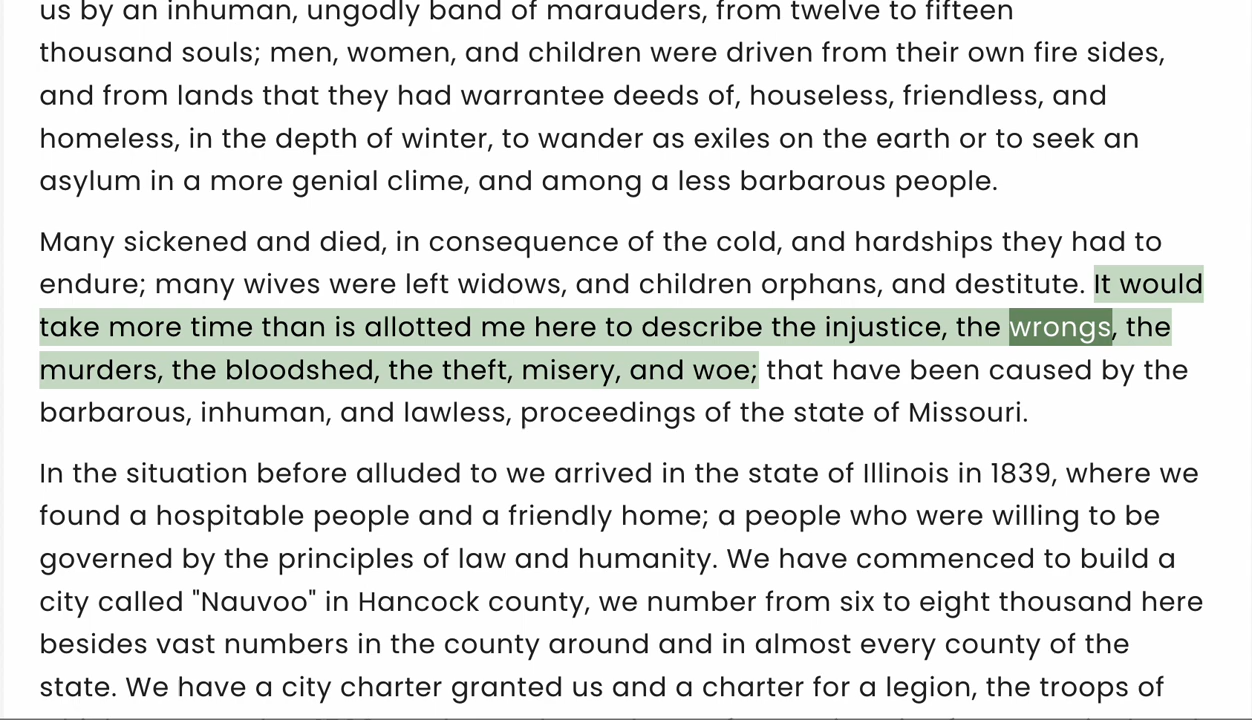 us by an inhuman, ungodly band of marauders, from twelve to fifteen
thousand souls; men, women, and children were driven from their own fire sides,
and from lands that they had warrantee deeds of, houseless, friendless, and
homeless, in the depth of winter, to wander as exiles on the earth or to seek an
asylum in a more genial clime, and among a less barbarous people.
Many sickened and died, in consequence of the cold, and hardships they had to
endure; many wives were left widows, and children orphans, and destitute. It would
take more time than is allotted me here to describe the injustice, the wrongs, the
murders, the bloodshed, the theft, misery, and woe; that have been caused by the
barbarous, inhuman, and lawless, proceedings of the state of Missouri.
In the situation before alluded to we arrived in the state of Illinois in 1839, where we
found a hospitable people and a friendly home; a people who were willing to be
governed by the principles of law and humanity. We have commenced to build a
city called "Nauvoo" in Hancock county, we number from six to eight thousand here
besides vast numbers in the county around and in almost every county of the
state. We have a city charter granted us and a charter for a legion, the troops of